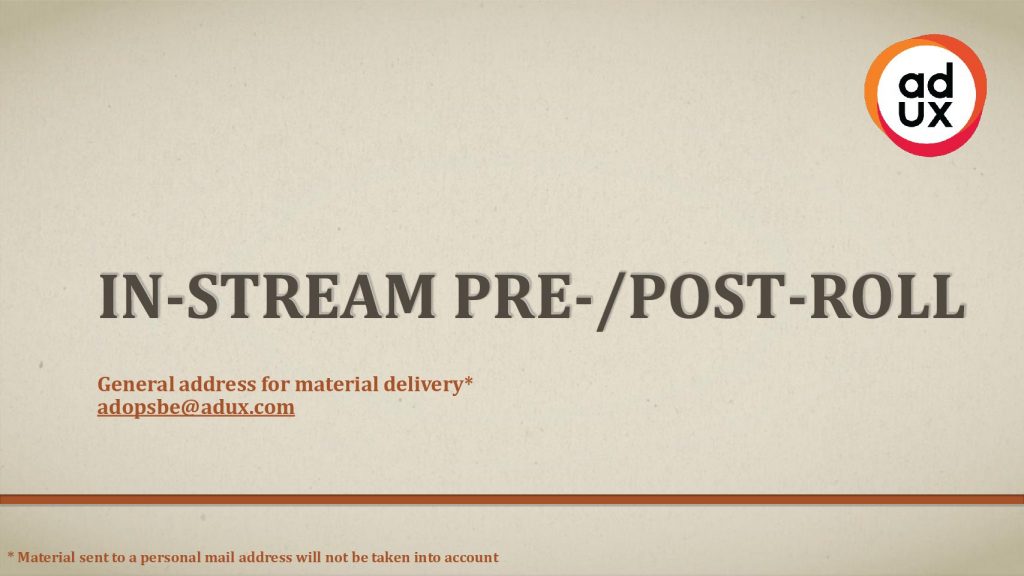 ad
ux
IN-STREAM PRE-/POST-ROLL
General address for material delivery*
adopsbe@adux.com
* Material sent to a personal mail address will not be taken into account